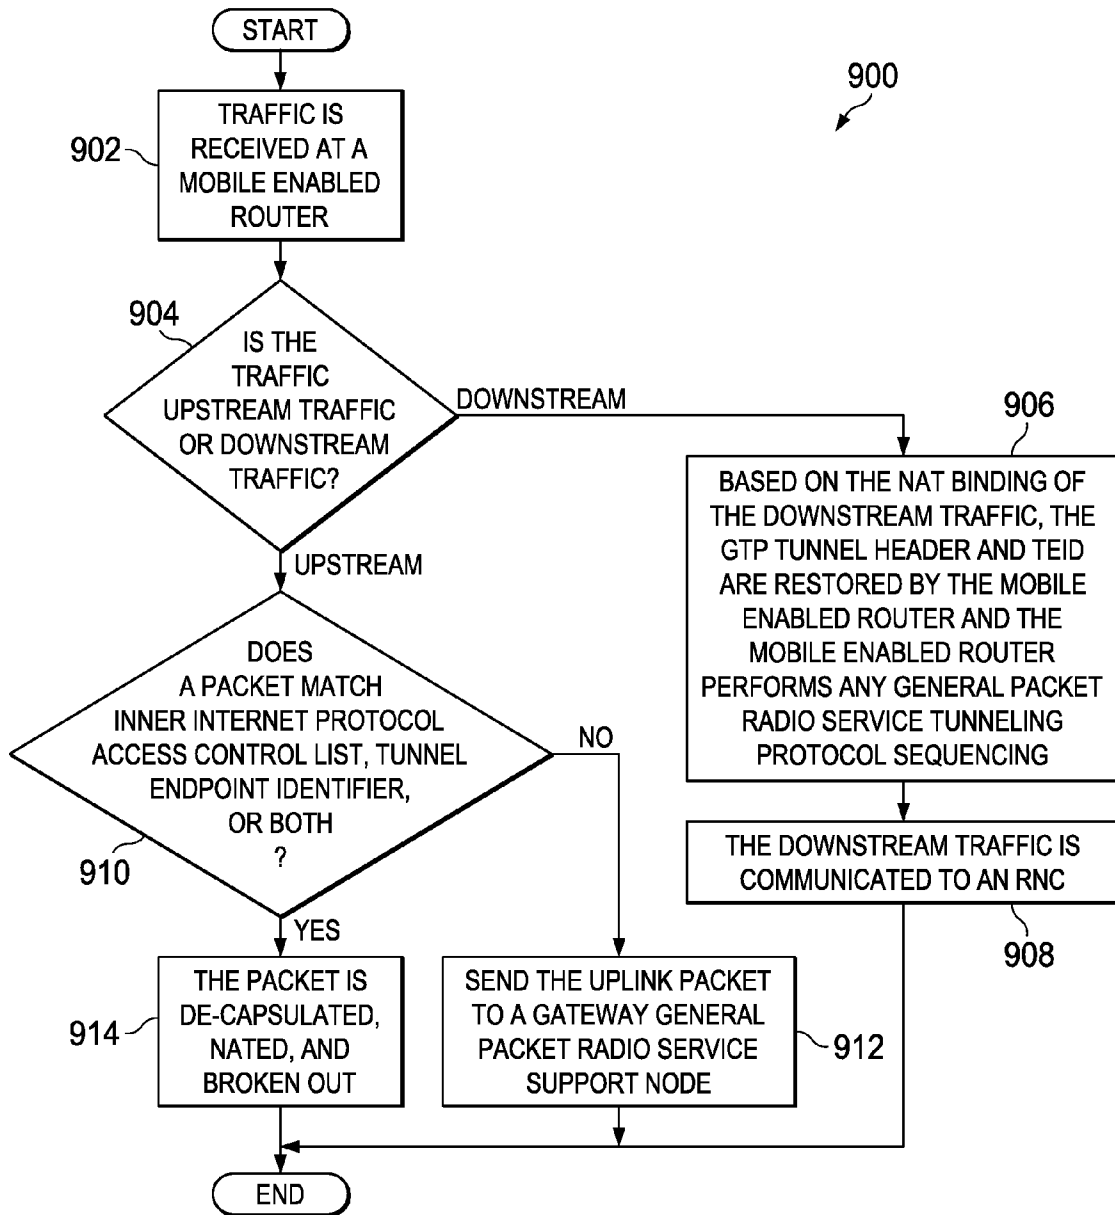 START
900
902
TRAFFIC IS
RECEIVED AT A
MOBILE ENABLED
ROUTER
904
IS THE
TRAFFIC
UPSTREAM TRAFFIC
OR DOWNSTREAM
TRAFFIC?
DOWNSTREAM
UPSTREAM
906
BASED ON THE NAT BINDING OF
THE DOWNSTREAM TRAFFIC, THE
GTP TUNNEL HEADER AND TEID
ARE RESTORED BY THE MOBILE
ENABLED ROUTER AND THE
MOBILE ENABLED ROUTER
PERFORMS ANY GENERAL PACKET
RADIO SERVICE TUNNELING
PROTOCOL SEQUENCING
THE DOWNSTREAM TRAFFIC IS
COMMUNICATED TO AN RNC
908
DOES
A PACKET MATCH
INNER INTERNET PROTOCOL
ACCESS CONTROL LIST, TUNNEL
ENDPOINT IDENTIFIER,
OR BOTH
?
910
NO
YES
914
THE PACKET IS
DE-CAPSULATED,
NATED, AND
BROKEN OUT
SEND THE UPLINK PACKET
TO A GATEWAY GENERAL
PACKET RADIO SERVICE
SUPPORT NODE
912
END